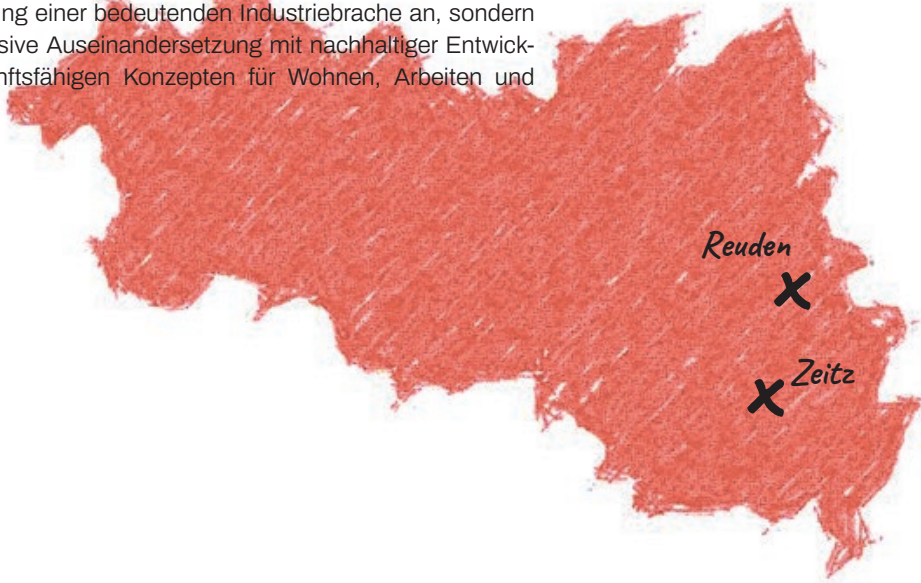 ng einer bedeutenden Industriebrache an, sondern
sive Auseinandersetzung mit nachhaltiger Entwick-
nftsfähigen Konzepten für Wohnen, Arbeiten und
Reuden
Zeitz